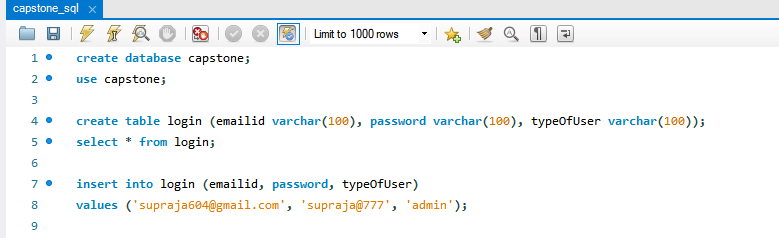 capstone_sql
Limit to 1000 rows
1 create database capstone;
2 use capstone;
3
4 create table login (emailid varchar(100), password varchar(100), typeOfUser varchar(100));
5 select * from login;
6
7 insert into login (emailid, password, typeOfUser)
8 values ('supraja604@gmail.com', 'supraja@777', 'admin');
9